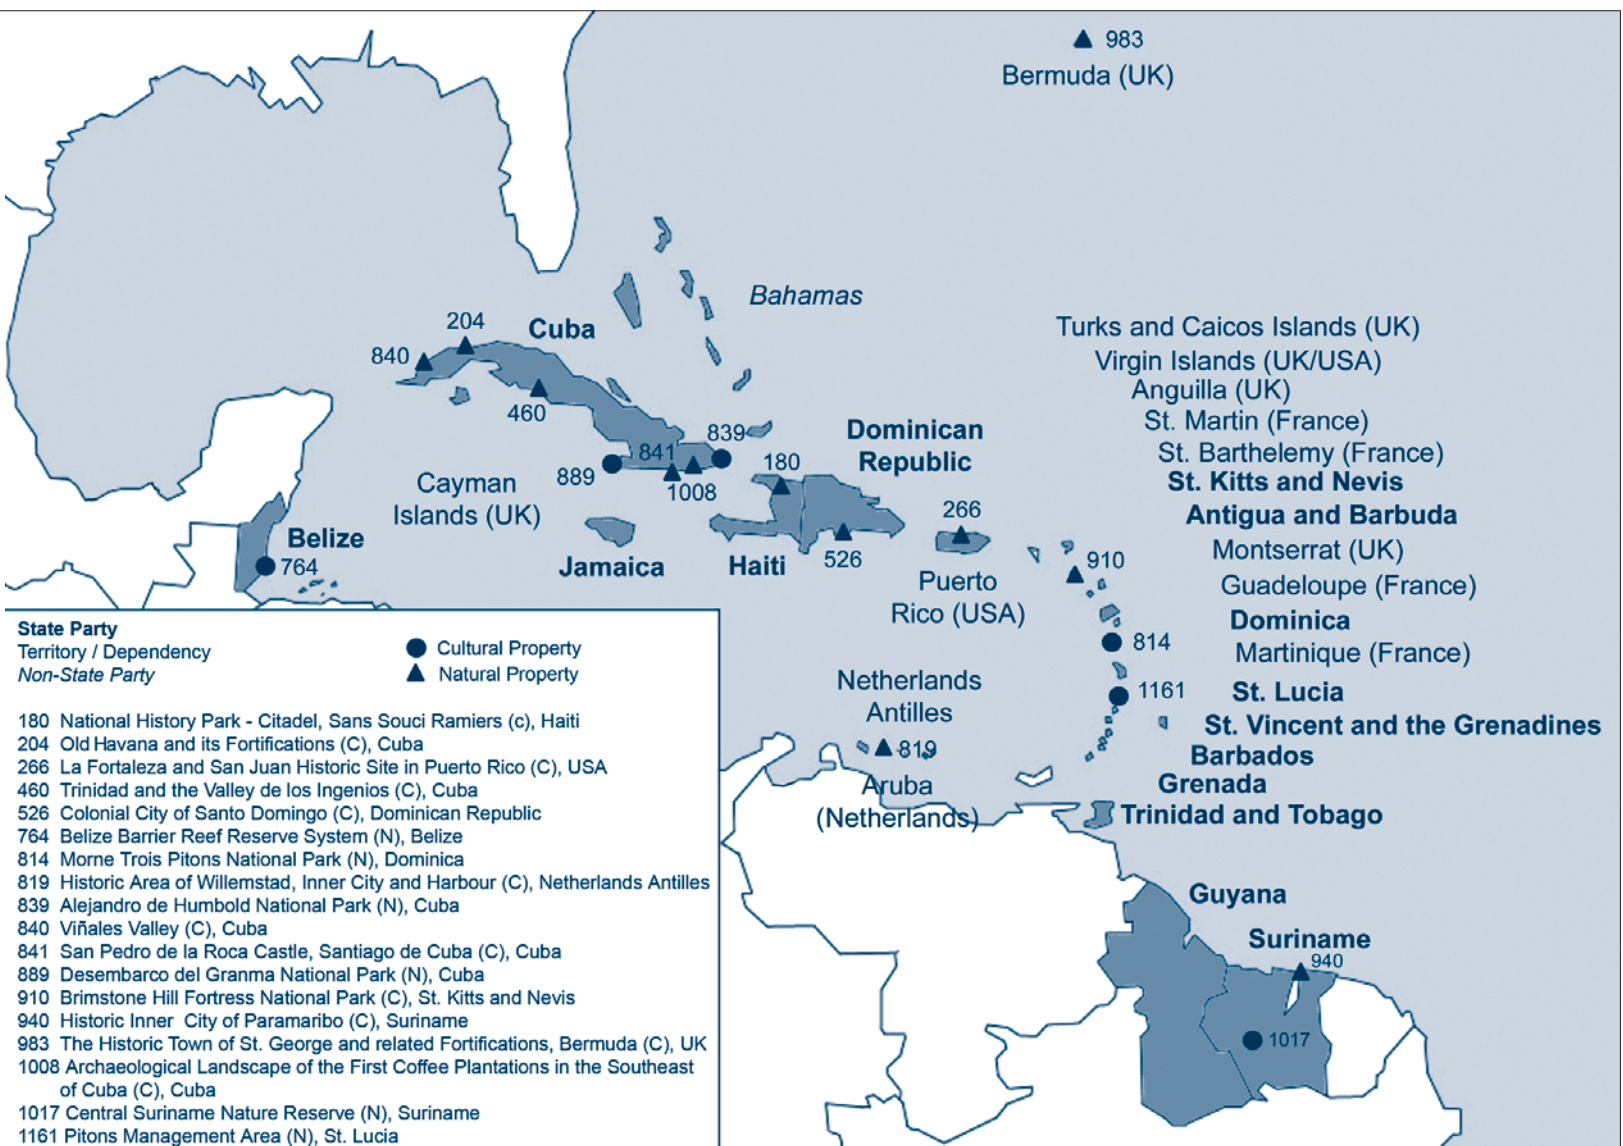 983
Bermuda (UK)
Bahamas
204
Cuba
840
460
Turks and Caicos Islands (UK)
Virgin Islands (UK/USA)
Anguilla (UK)
St. Martin (France)
St. Barthelemy (France)
St. Kitts and Nevis
Antigua and Barbuda
Montserrat (UK)
Guadeloupe (France)
Dominica
Martinique (France)
St. Lucia
St. Vincent and the Grenadines
Barbados
Grenada
Trinidad and Tobago
839
841
889
1008
180
Dominican
Republic
Cayman
Islands (UK)
266
526
Jamaica
Haiti
Puerto
Rico (USA)
910
814
1161
Belize
764
Netherlands
Antilles
819
Aruba
(Netherlands)
Guyana
Suriname
940
1017
State Party
Territory / Dependency
Non-State Party
Cultural Property
Natural Property
180 National History Park - Citadel, Sans Souci Ramiers (c), Haiti
204 Old Havana and its Fortifications (C), Cuba
266 La Fortaleza and San Juan Historic Site in Puerto Rico (C), USA
460 Trinidad and the Valley de los Ingenios (C), Cuba
526 Colonial City of Santo Domingo (C), Dominican Republic
764 Belize Barrier Reef Reserve System (N), Belize
814 Morne Trois Pitons National Park (N), Dominica
819 Historic Area of Willemstad, Inner City and Harbour (C), Netherlands Antilles
839 Alejandro de Humbold National Park (N), Cuba
840 Viñales Valley (C), Cuba
841 San Pedro de la Roca Castle, Santiago de Cuba (C), Cuba
889 Desembarco del Granma National Park (N), Cuba
910 Brimstone Hill Fortress National Park (C), St. Kitts and Nevis
940 Historic Inner City of Paramaribo (C), Suriname
983 The Historic Town of St. George and related Fortifications, Bermuda (C), UK
1008 Archaeological Landscape of the First Coffee Plantations in the Southeast
of Cuba (C), Cuba
1017 Central Suriname Nature Reserve (N), Suriname
1161 Pitons Management Area (N), St. Lucia